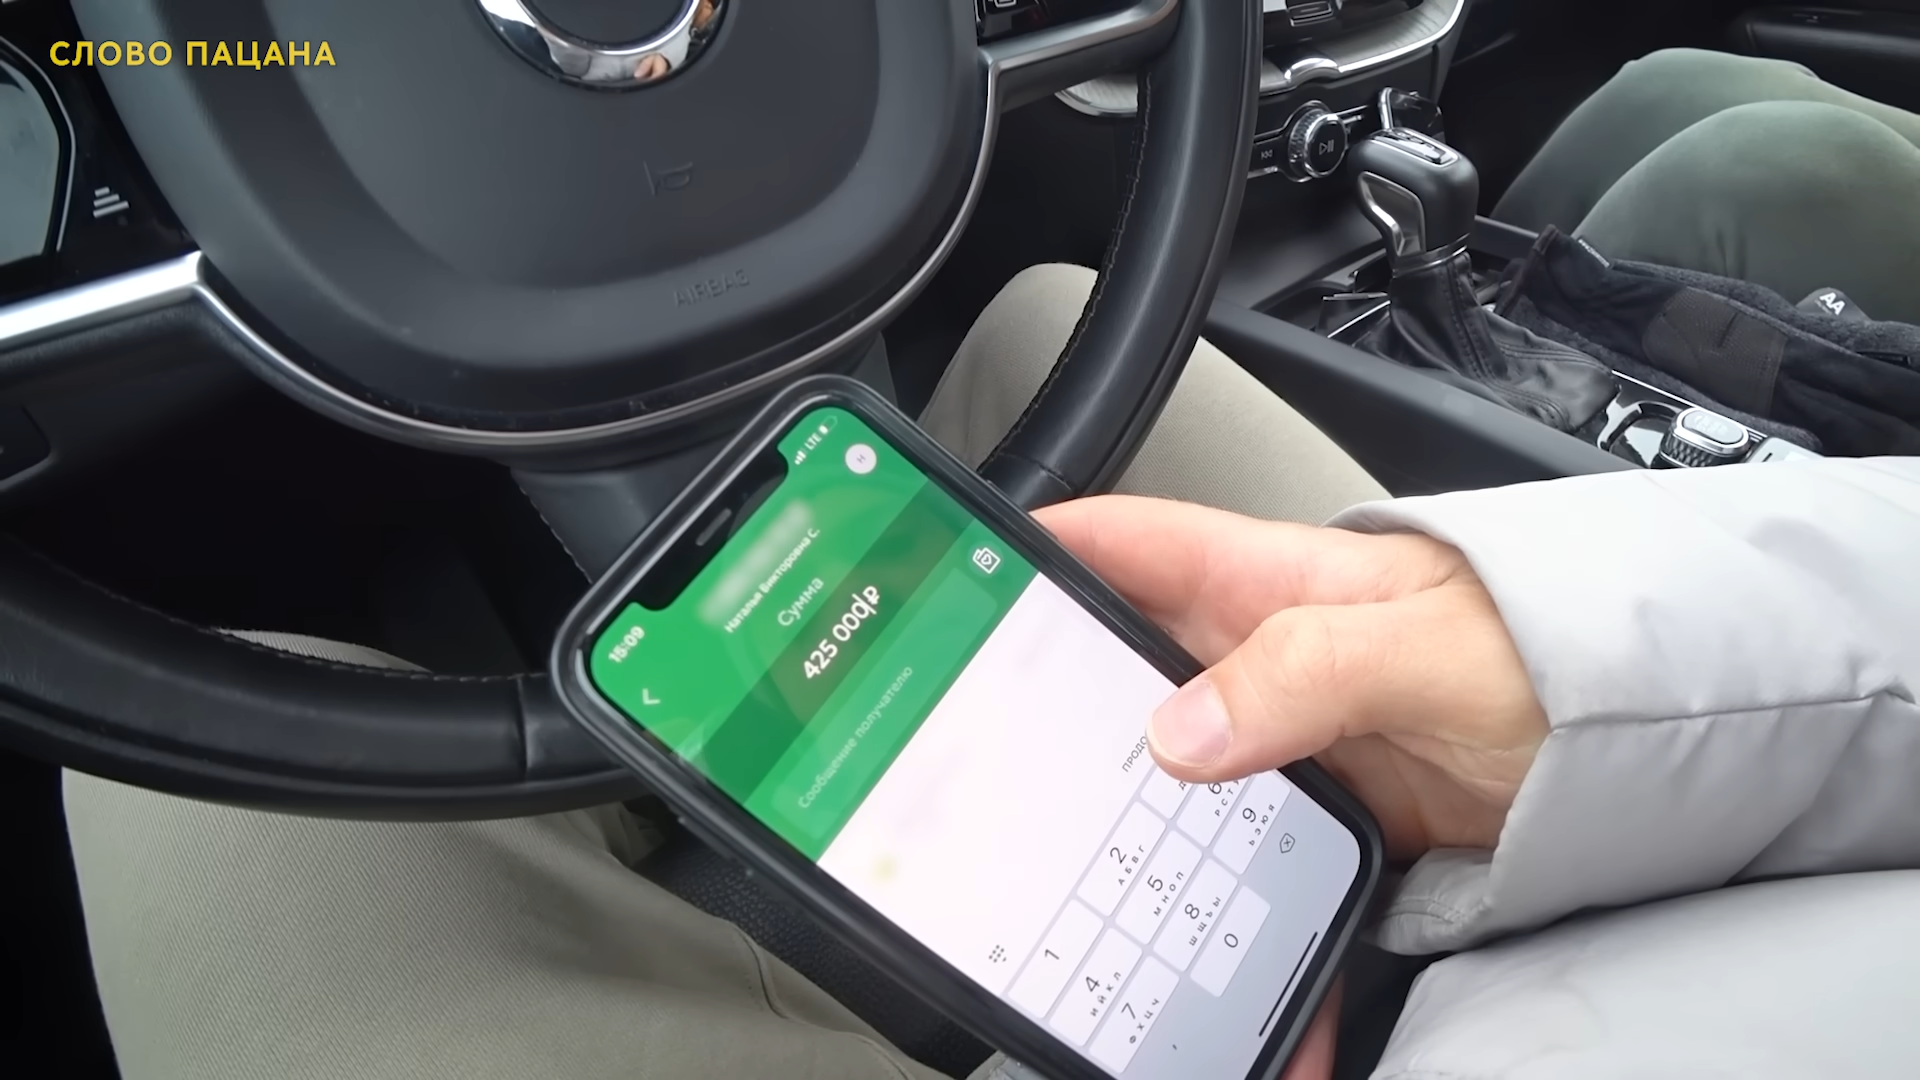 СЛОВО ПАЦАНА
AIRBAG
LTE
15:09
Н
Наталья Викторовна С.
Сумма
425 000 ₽
Сообщение получателю
1
2
АБВГ
4
ИЙКЛ
5
МНОП
6
7
ФХЦЧ
8
ШЩЪЫ
9
ЬЭЮЯ
0
AA